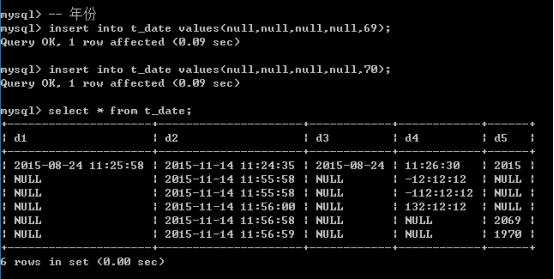 mysql> -- 年份
mysql> insert into t_date values(null,null,null,null,69);
Query OK, 1 row affected (0.09 sec)
mysql> insert into t_date values(null,null,null,null,70);
Query OK, 1 row affected (0.09 sec)
mysql> select * from t_date;
+---------------------+---------------------+------------+------------+------+
| d1 | d2 | d3 | d4 | d5 |
+---------------------+---------------------+------------+------------+------+
| 2015-08-24 11:25:58 | 2015-11-14 11:24:35 | 2015-08-24 | 11:26:30 | 2015 |
| NULL | 2015-11-14 11:55:58 | NULL | -12:12:12 | NULL |
| NULL | 2015-11-14 11:55:58 | NULL | -112:12:12 | NULL |
| NULL | 2015-11-14 11:56:00 | NULL | 132:12:12 | NULL |
| NULL | 2015-11-14 11:56:58 | NULL | NULL | 2069 |
| NULL | 2015-11-14 11:56:59 | NULL | NULL | 1970 |
+---------------------+---------------------+------------+------------+------+
6 rows in set (0.00 sec)